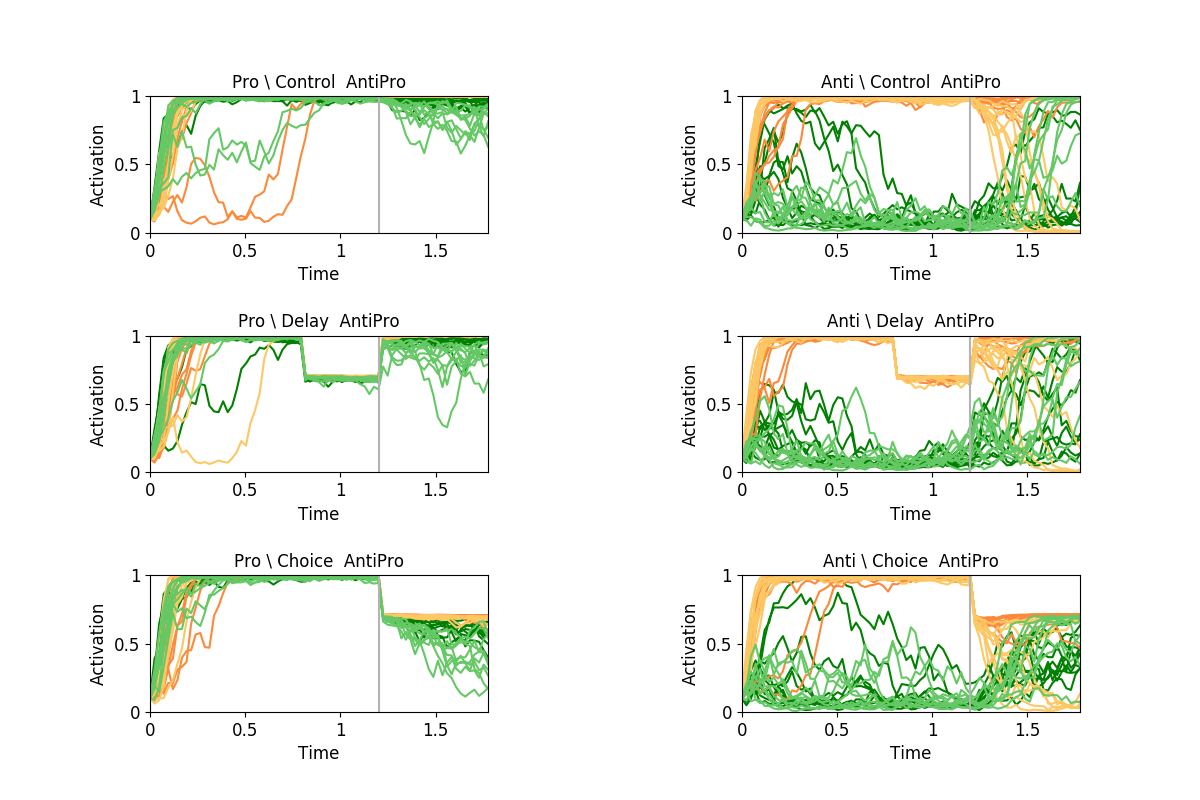 Pro \ Control  AntiPro
Activation
1
0.5
0
0
0.5
1
1.5
Time
Anti \ Control  AntiPro
Activation
1
0.5
0
0
0.5
1
1.5
Time
Pro \ Delay  AntiPro
Activation
1
0.5
0
0
0.5
1
1.5
Time
Anti \ Delay  AntiPro
Activation
1
0.5
0
0
0.5
1
1.5
Time
Pro \ Choice  AntiPro
Activation
1
0.5
0
0
0.5
1
1.5
Time
Anti \ Choice  AntiPro
Activation
1
0.5
0
0
0.5
1
1.5
Time